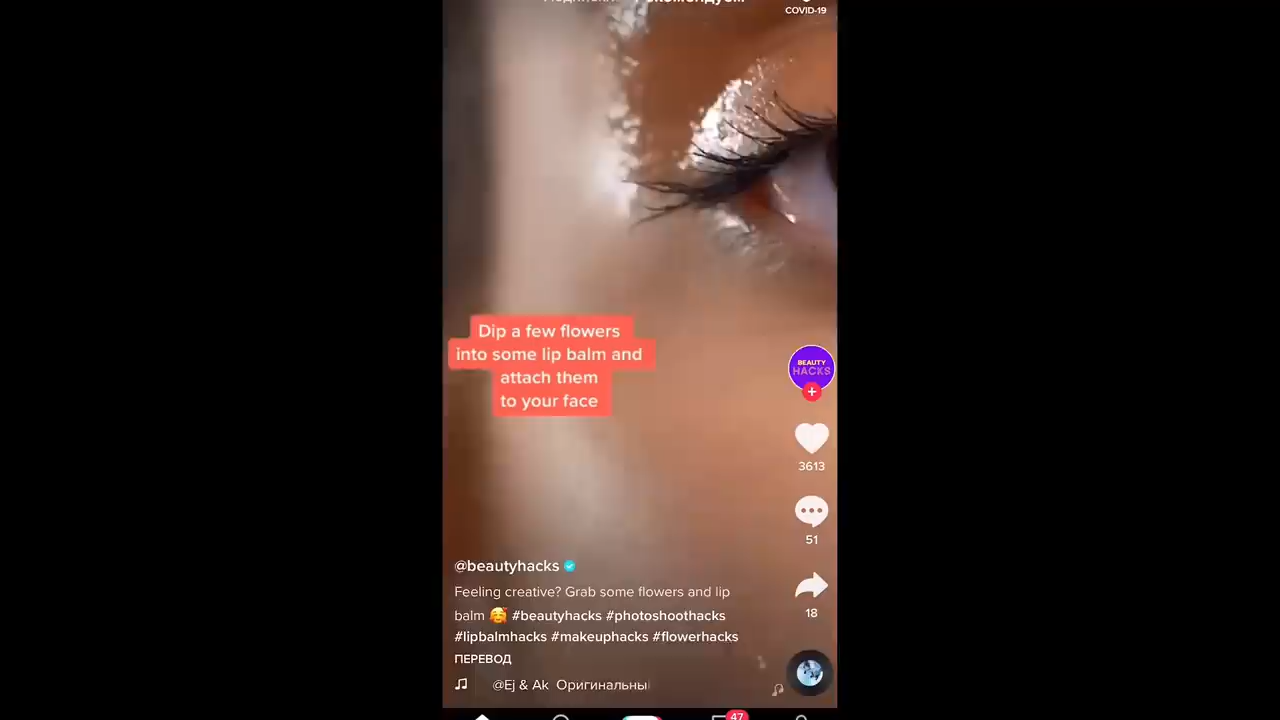 COVID-19
Dip a few flowers
into some lip balm and
attach them
to your face
BEAUTY
HACKS
3613
51
@beautyhacks
Feeling creative? Grab some flowers and lip
balm 🥰 #beautyhacks #photoshoothacks
18
#lipbalmhacks #makeuphacks #flowerhacks
ПЕРЕВОД
@Ej & Ak Оригинальны
47